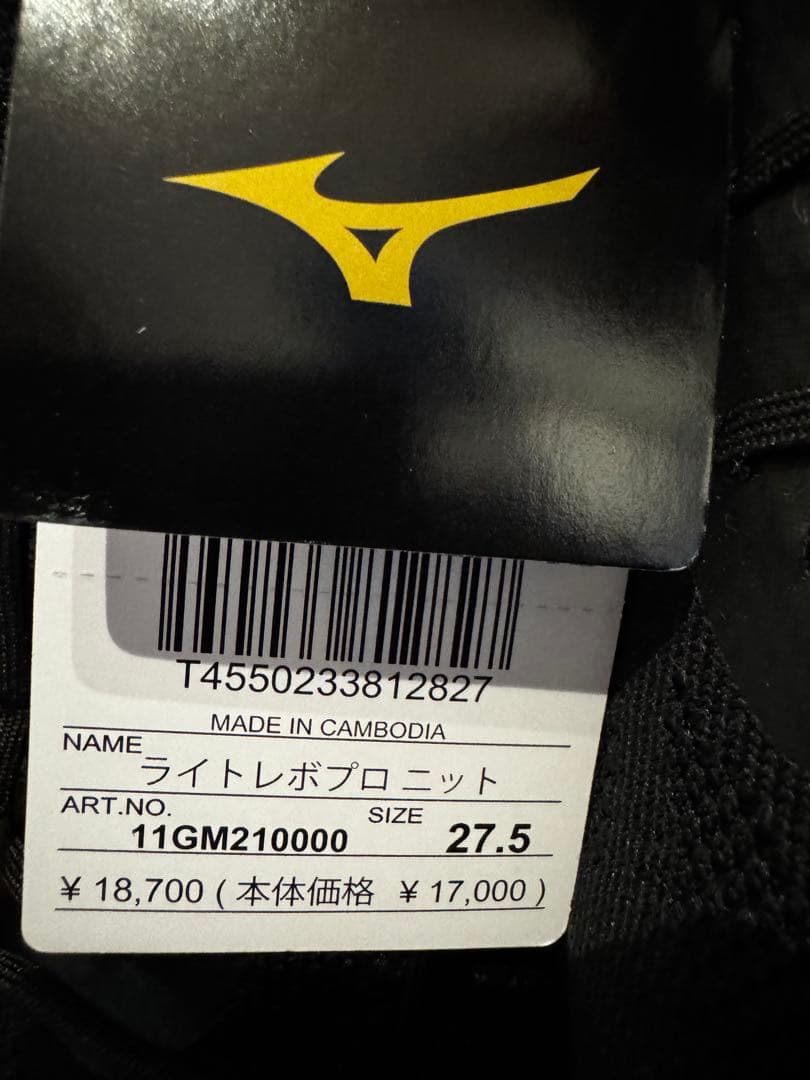 T4550233812827
MADE IN CAMBODIA
NAME
ライトレボプロ ニット
ART.NO. SIZE
11GM210000 27.5
¥ 18,700 ( 本体価格 ¥ 17,000 )